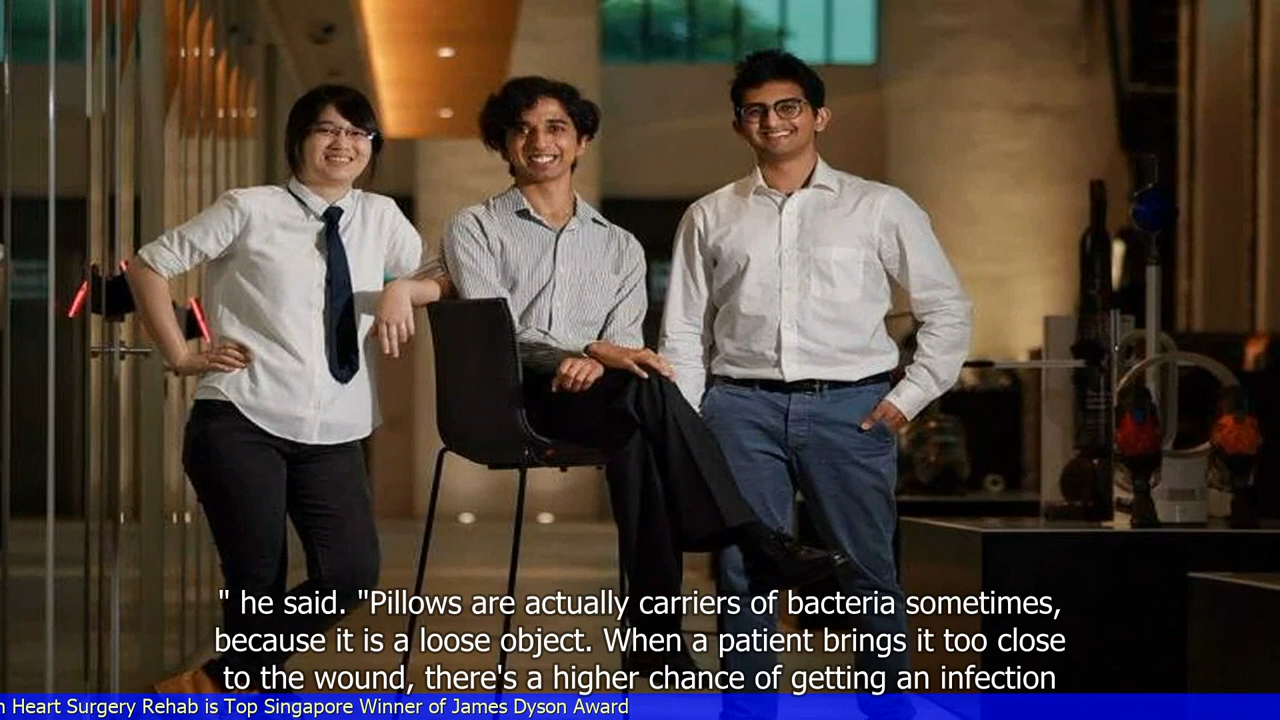 " he said. "Pillows are actually carriers of bacteria sometimes,
because it is a loose object. When a patient brings it too close
to the wound, there's a higher chance of getting an infection
Heart Surgery Rehab is Top Singapore Winner of James Dyson Award